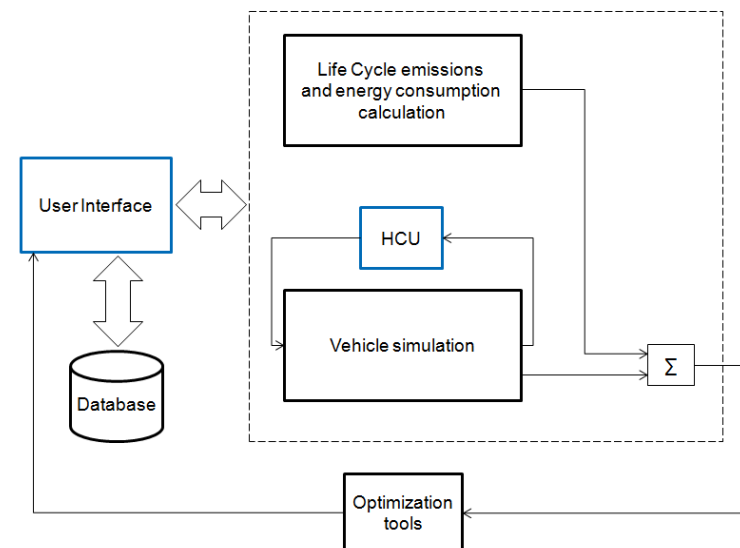 Life Cycle emissions
and energy consumption
calculation
User Interface
HCU
Vehicle simulation
Σ
Database
Optimization
tools